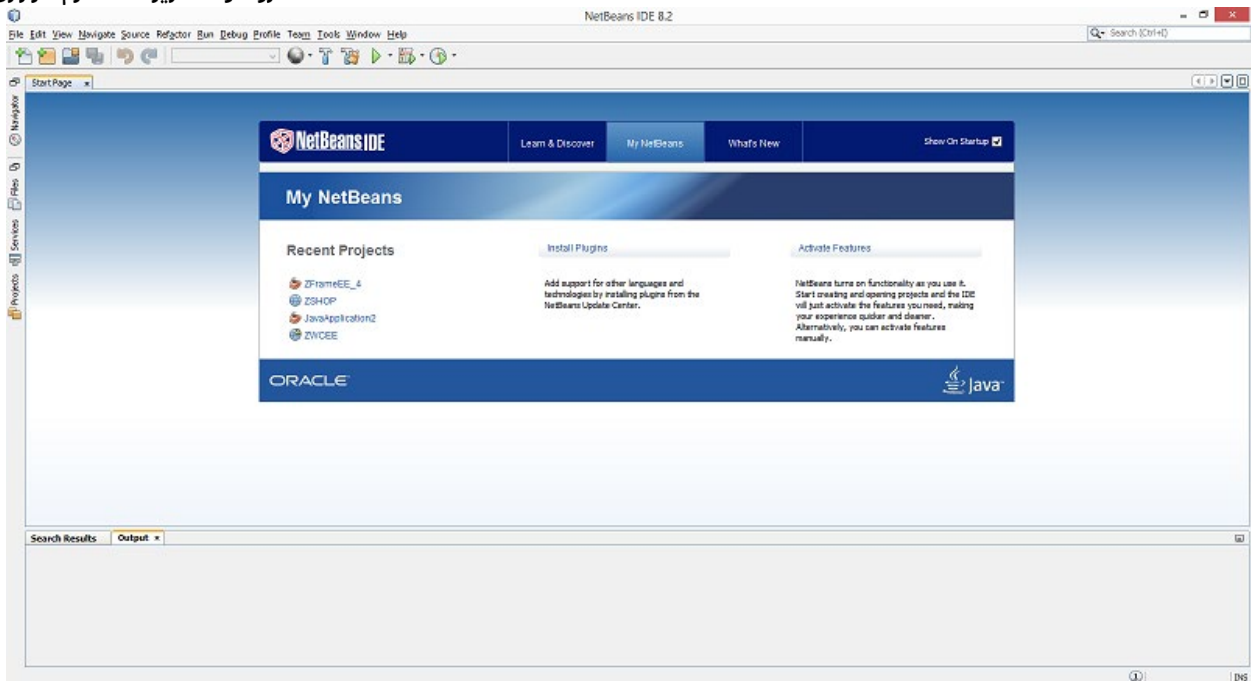 NetBeans IDE 8.2
File Edit View Navigate Source Refactor Run Debug Profile Team Tools Window Help
Search (Ctrl+I)
Start Page
Navigator
Files
Services
Projects
NetBeans IDE
Learn & Discover
My NetBeans
What's New
Show On Startup
My NetBeans
Recent Projects
ZFrameEE_4
ZSHOP
JavaApplication2
ZWCEE
Install Plugins
Add support for other languages and
technologies by installing plugins from the
NetBeans Update Center.
Activate Features
NetBeans turns on functionality as you use it.
Start creating and opening projects and the IDE
will just activate the features you need, making
your experience quicker and cleaner.
Alternatively, you can activate features
manually.
ORACLE
Java
Search Results
Output
1
INS